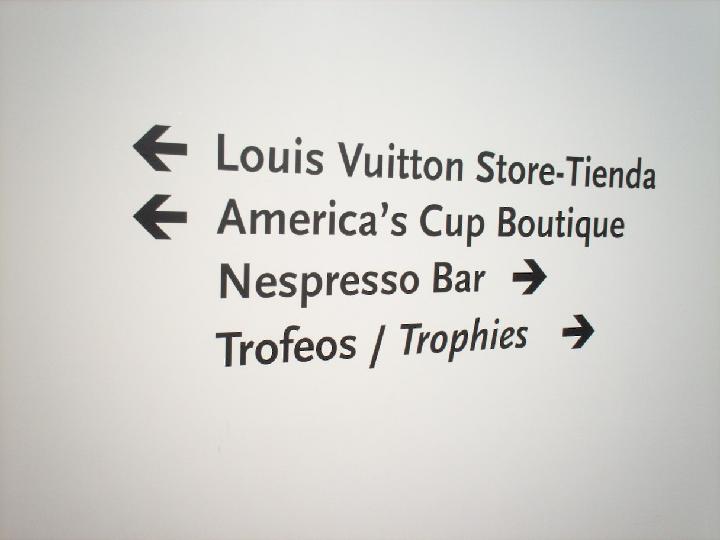 ← Louis Vuitton Store-Tienda
← America's Cup Boutique
Nespresso Bar →
Trofeos / Trophies →